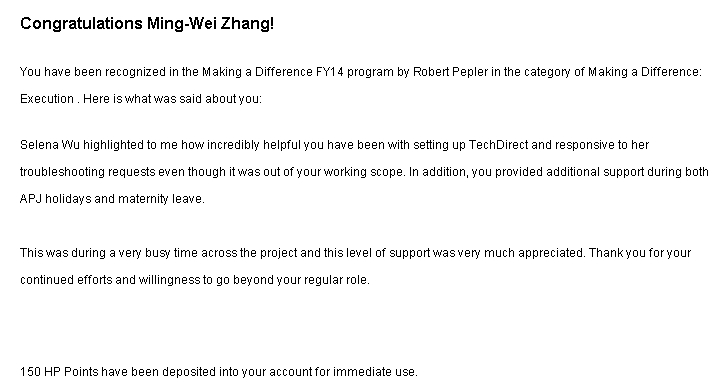 Congratulations Ming-Wei Zhang!
You have been recognized in the Making a Difference FY14 program by Robert Pepler in the category of Making a Difference:
Execution . Here is what was said about you:
Selena Wu highlighted to me how incredibly helpful you have been with setting up TechDirect and responsive to her
troubleshooting requests even though it was out of your working scope. In addition, you provided additional support during both
APJ holidays and maternity leave.
This was during a very busy time across the project and this level of support was very much appreciated. Thank you for your
continued efforts and willingness to go beyond your regular role.
150 HP Points have been deposited into your account for immediate use.